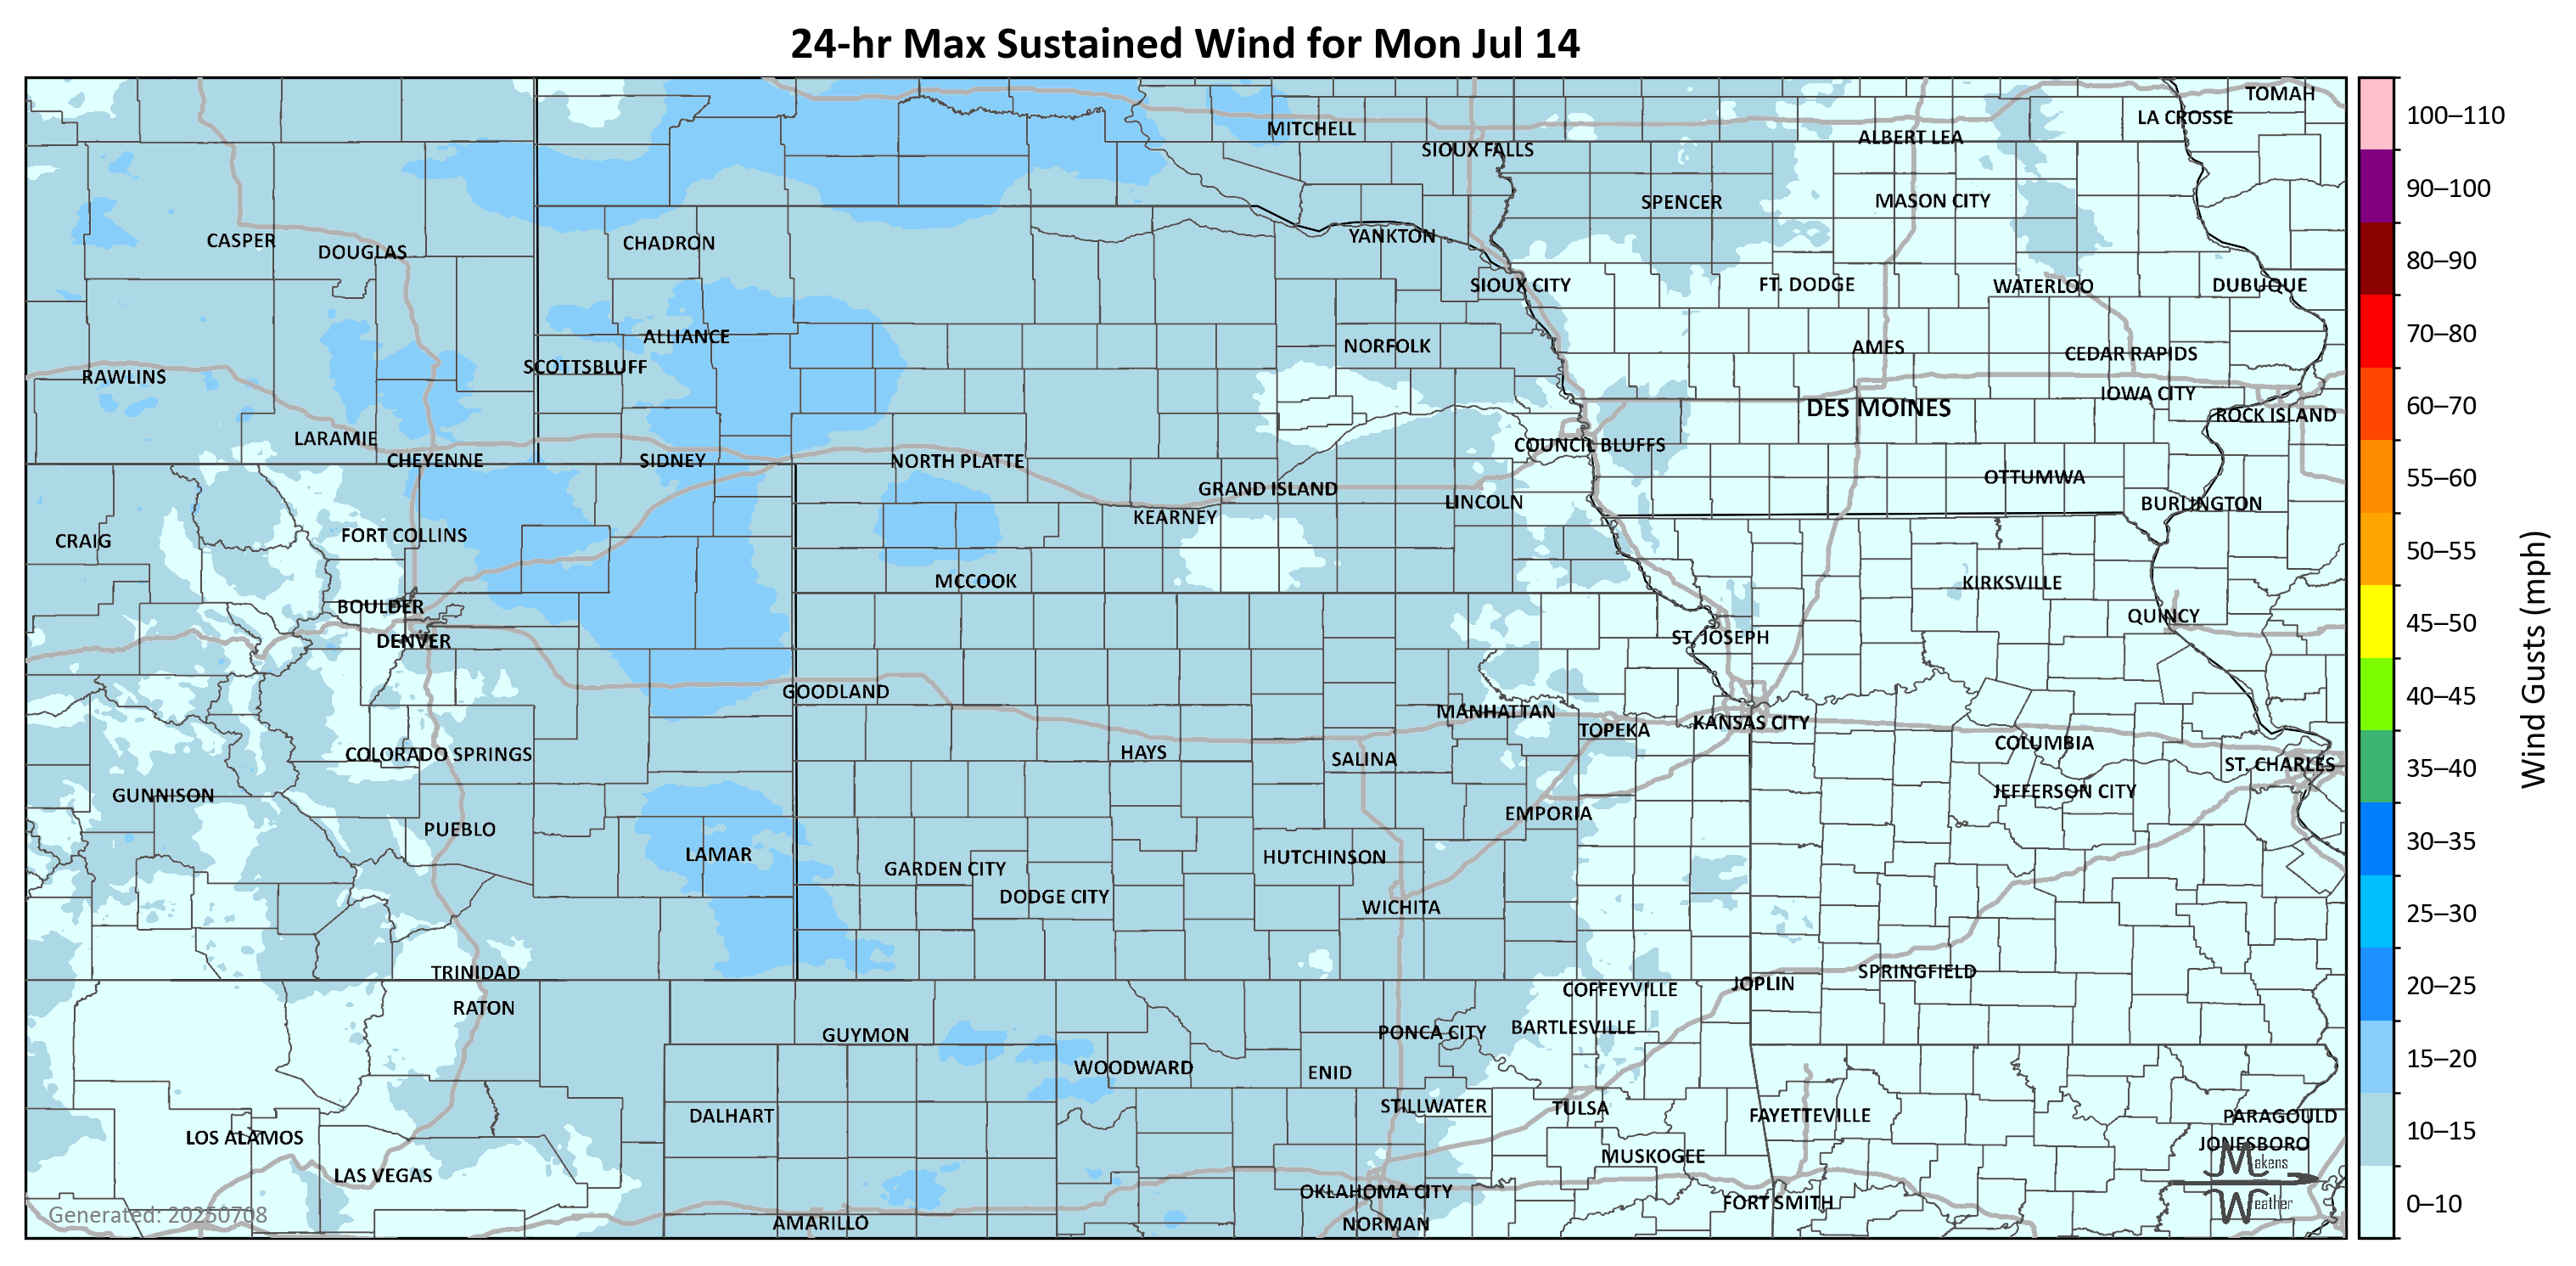 24-hr Max Sustained Wind for Mon Jul 14
TOMAH
LA CROSSE
MITCHELL
ALBERT LEA
SIOUX FALLS
SPENCER
MASON CITY
CASPER
DOUGLAS
CHADRON
YANKTON
SIOUX CITY
FT. DODGE
WATERLOO
DUBUQUE
ALLIANCE
NORFOLK
AMES
CEDAR RAPIDS
SCOTTSBLUFF
RAWLINS
IOWA CITY
DES MOINES
ROCK ISLAND
LARAMIE
COUNCIL BLUFFS
CHEYENNE
SIDNEY
NORTH PLATTE
OTTUMWA
GRAND ISLAND
LINCOLN
BURLINGTON
KEARNEY
FORT COLLINS
CRAIG
MCCOOK
KIRKSVILLE
BOULDER
QUINCY
DENVER
ST. JOSEPH
GOODLAND
MANHATTAN
TOPEKA
KANSAS CITY
COLUMBIA
COLORADO SPRINGS
HAYS
SALINA
ST. CHARLES
GUNNISON
JEFFERSON CITY
EMPORIA
PUEBLO
LAMAR
HUTCHINSON
GARDEN CITY
DODGE CITY
WICHITA
TRINIDAD
SPRINGFIELD
JOPLIN
COFFEYVILLE
RATON
GUYMON
PONCA CITY
BARTLESVILLE
WOODWARD
ENID
STILLWATER
TULSA
DALHART
FAYETTEVILLE
PARAGOULD
LOS ALAMOS
JONESBORO
MUSKOGEE
LAS VEGAS
OKLAHOMA CITY
FORT SMITH
AMARILLO
NORMAN
Generated: 20250708
Makens
Weather
100–110
90–100
80–90
70–80
60–70
55–60
50–55
45–50
40–45
35–40
30–35
25–30
20–25
15–20
10–15
0–10
Wind Gusts (mph)